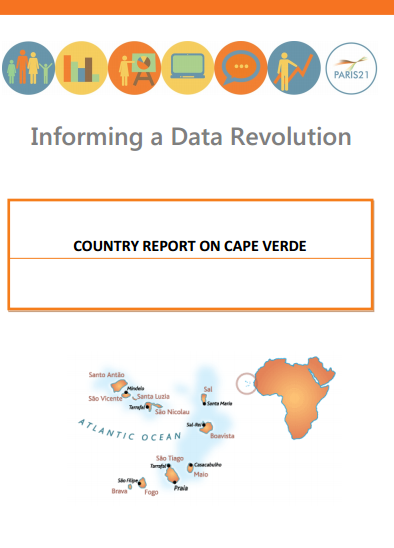 PARIS21
Informing a Data Revolution
COUNTRY REPORT ON CAPE VERDE
Santo Antão
Mindelo
São Vicente
Santa Luzia
Tarrafal
São Nicolau
Sal
Santa Maria
ATLANTIC OCEAN
Sal-Rei
Boavista
São Tiago
Tarrafal
Casacabulho
Maio
São Filipe
Brava
Fogo
Praia